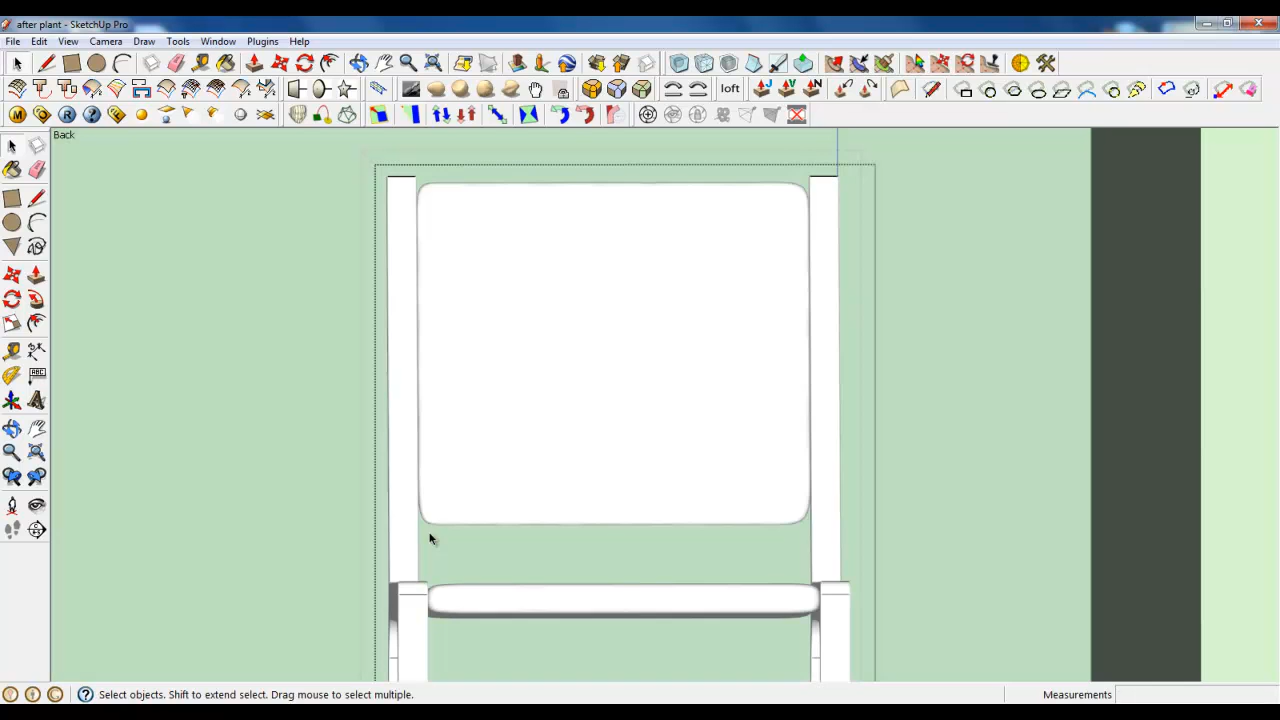 after plant - SketchUp Pro
File Edit View Camera Draw Tools Window Plugins Help
loft
M R ?
Back
ABC
Select objects. Shift to extend select. Drag mouse to select multiple.
Measurements